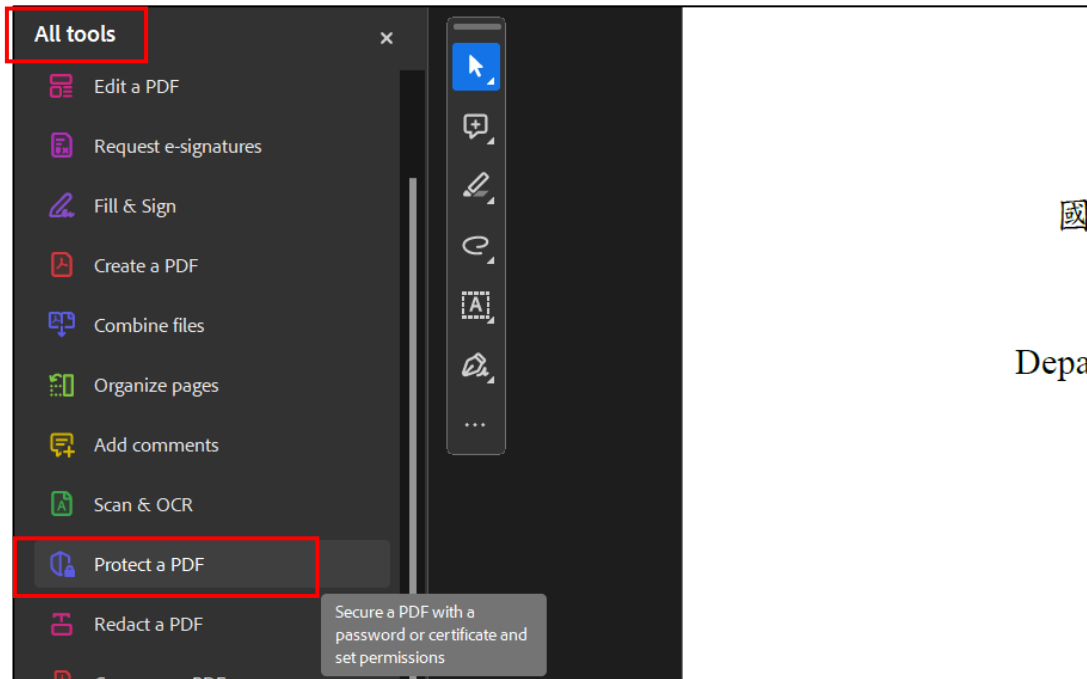 All tools
Edit a PDF
Request e-signatures
Fill & Sign
Create a PDF
Combine files
Organize pages
Add comments
Scan & OCR
Protect a PDF
Secure a PDF with a
password or certificate and
set permissions
Redact a PDF
國
Depa